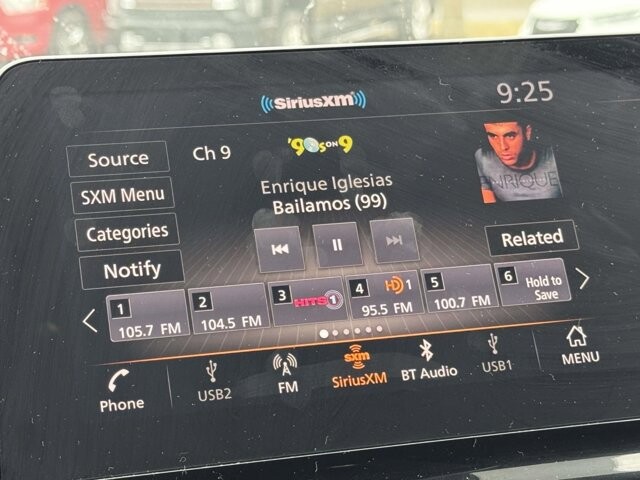 ((SiriusXM))
9:25
Source
Ch 9
'90s ON 9
SXM Menu
Enrique Iglesias
Bailamos (99)
ENRIQUE
Categories
Notify
Related
1
105.7 FM
2
104.5 FM
3
HITS 1
4
HD 1
95.5 FM
5
100.7 FM
6
Hold to
Save
Phone
USB2
FM
sxm
SiriusXM
BT Audio
USB1
MENU